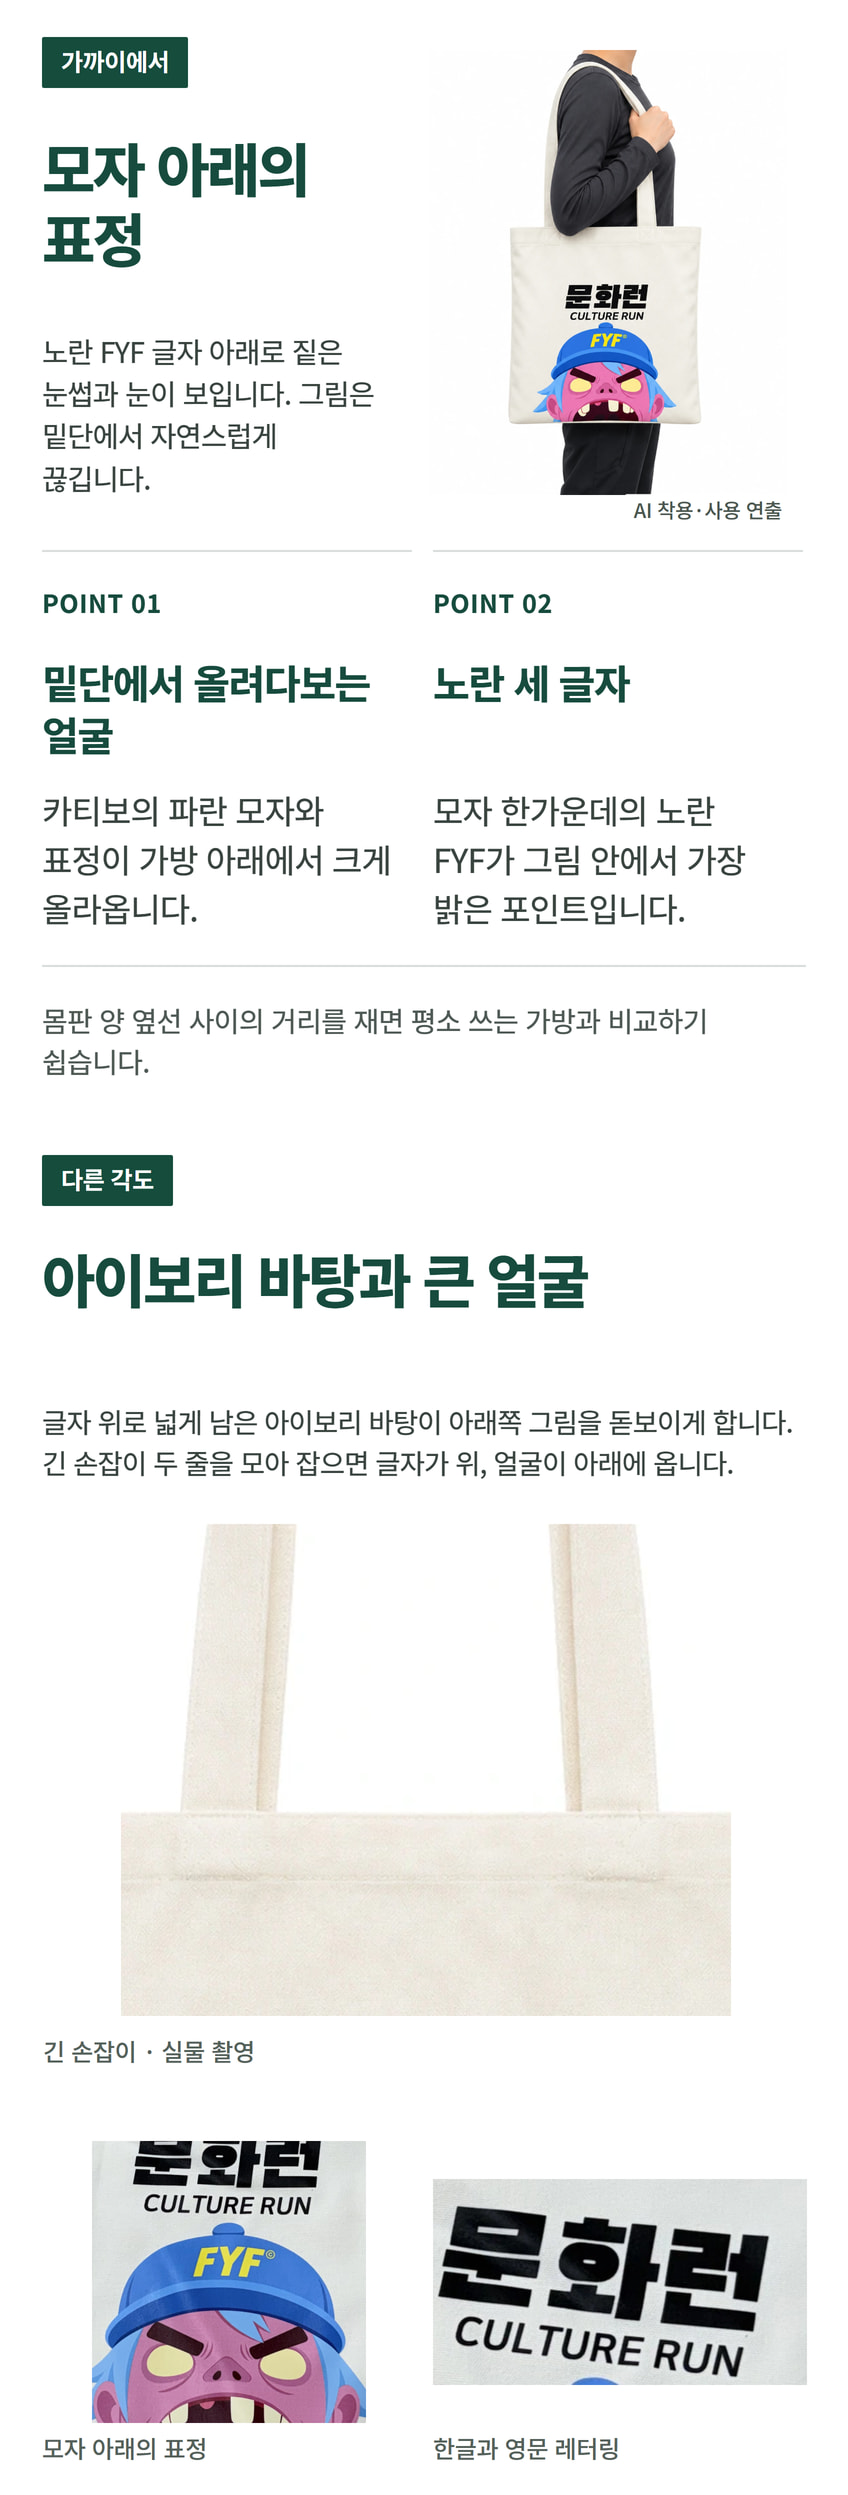 가까이에서
모자 아래의
표정
노란 FYF 글자 아래로 짙은
눈썹과 눈이 보입니다. 그림은
밑단에서 자연스럽게
끊깁니다.
문화런
CULTURE RUN
FYF©
AI 착용·사용 연출
POINT 01
밑단에서 올려다보는
얼굴
카티보의 파란 모자와
표정이 가방 아래에서 크게
올라옵니다.
POINT 02
노란 세 글자
모자 한가운데의 노란
FYF가 그림 안에서 가장
밝은 포인트입니다.
몸판 양 옆선 사이의 거리를 재면 평소 쓰는 가방과 비교하기
쉽습니다.
다른 각도
아이보리 바탕과 큰 얼굴
글자 위로 넓게 남은 아이보리 바탕이 아래쪽 그림을 돋보이게 합니다.
긴 손잡이 두 줄을 모아 잡으면 글자가 위, 얼굴이 아래에 옵니다.
긴 손잡이 · 실물 촬영
문화런
CULTURE RUN
FYF©
모자 아래의 표정
문화런
CULTURE RUN
한글과 영문 레터링